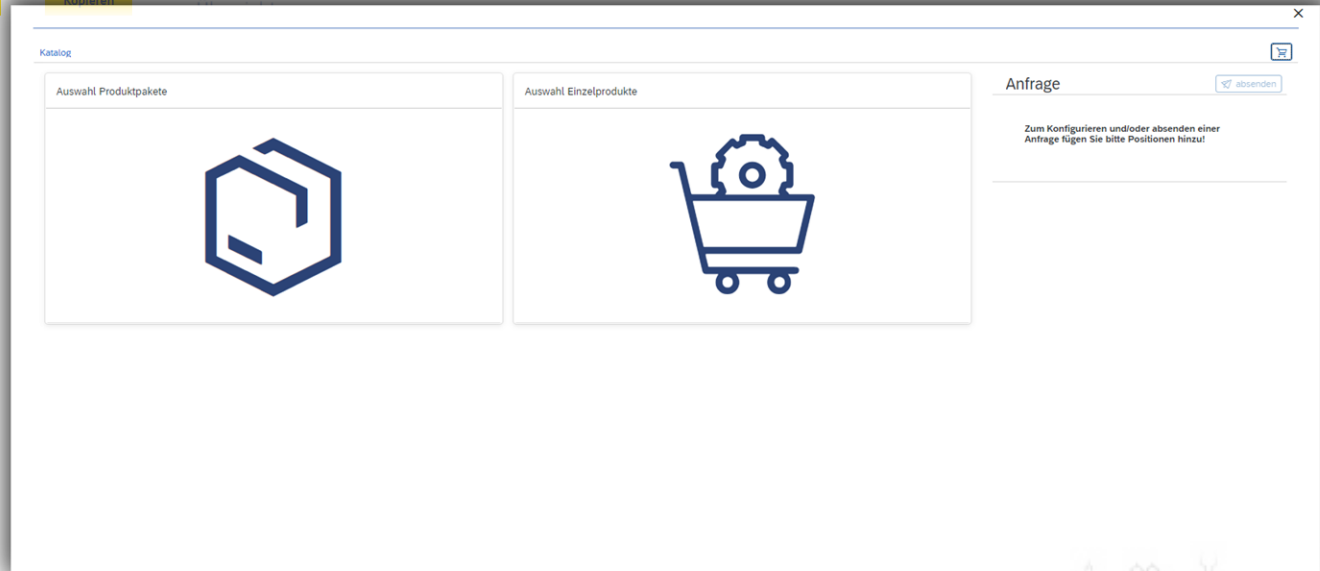 Kopieren
Katalog
Auswahl Produktpakete
Auswahl Einzelprodukte
Anfrage
absenden
Zum Konfigurieren und/oder absenden einer
Anfrage fügen Sie bitte Positionen hinzu!